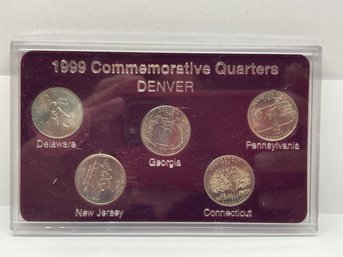 1999 Commemorative Quarters
DENVER
Delaware
Georgia
Pennsylvania
New Jersey
Connecticut